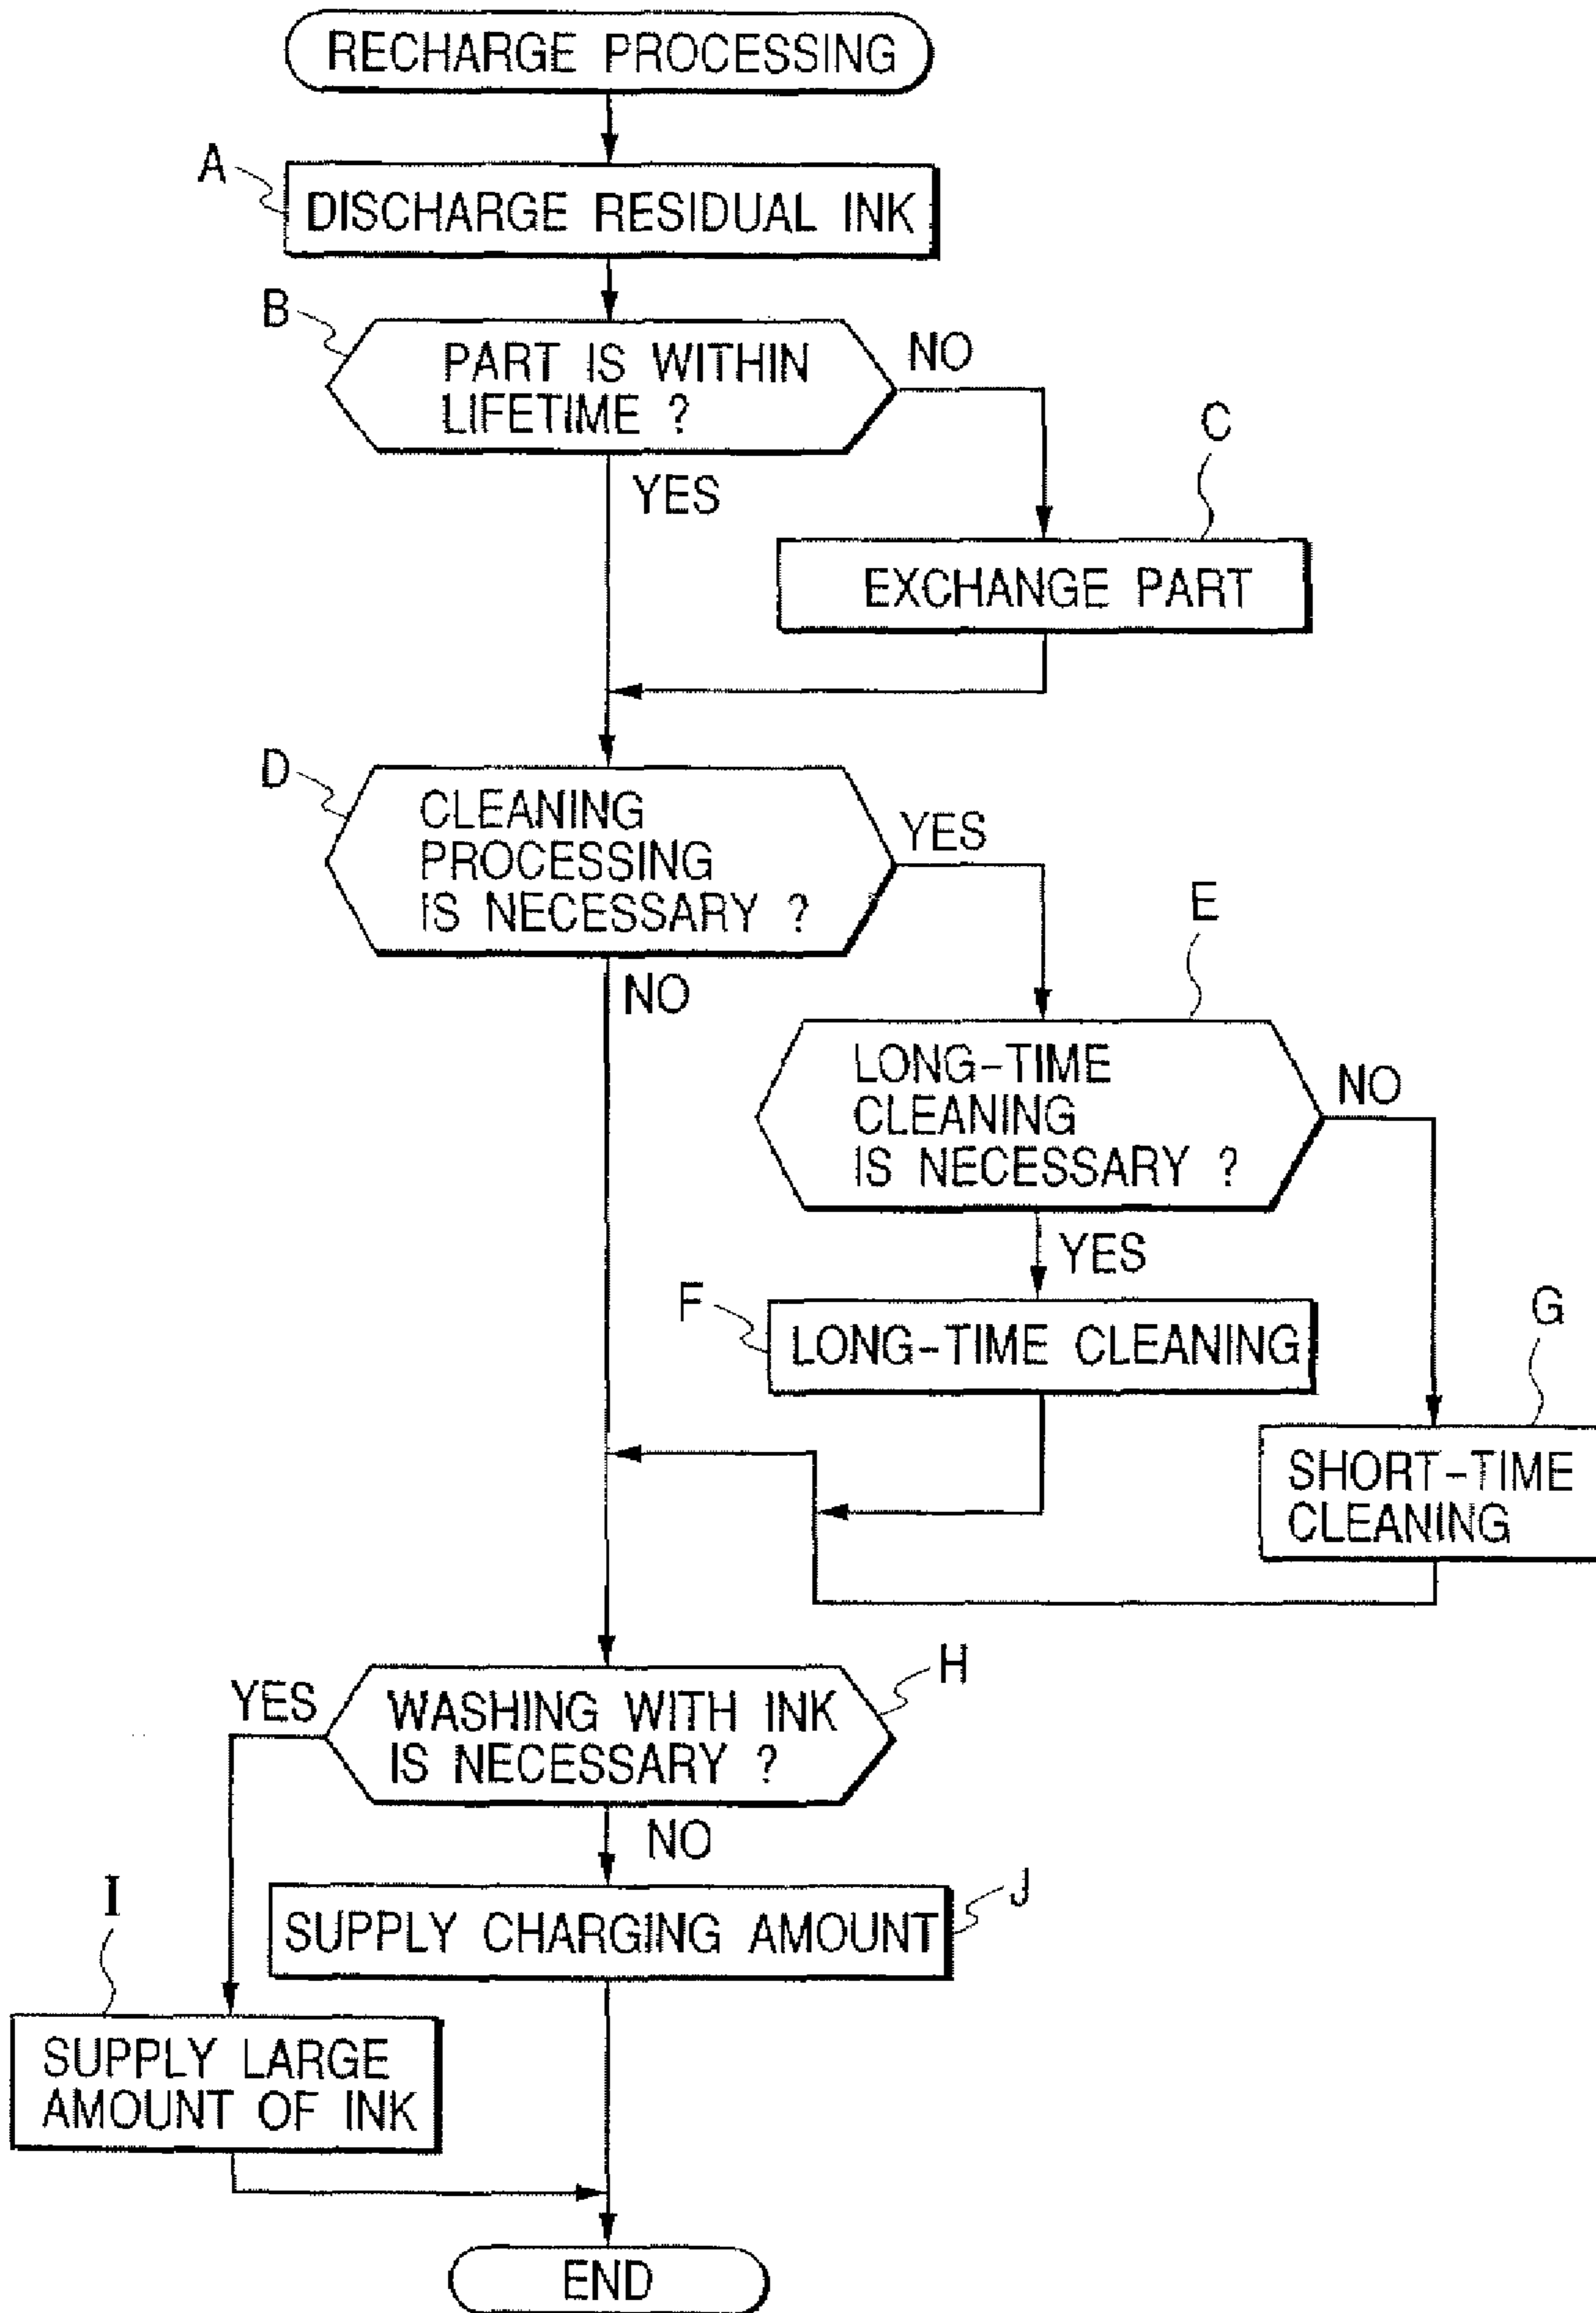 RECHARGE PROCESSING
A
DISCHARGE RESIDUAL INK
B
PART IS WITHIN
LIFETIME ?
NO
YES
C
EXCHANGE PART
D
CLEANING
PROCESSING
IS NECESSARY ?
YES
NO
E
LONG-TIME
CLEANING
IS NECESSARY ?
NO
YES
F
LONG-TIME CLEANING
G
SHORT-TIME
CLEANING
H
YES
WASHING WITH INK
IS NECESSARY ?
NO
I
J
SUPPLY CHARGING AMOUNT
SUPPLY LARGE
AMOUNT OF INK
END